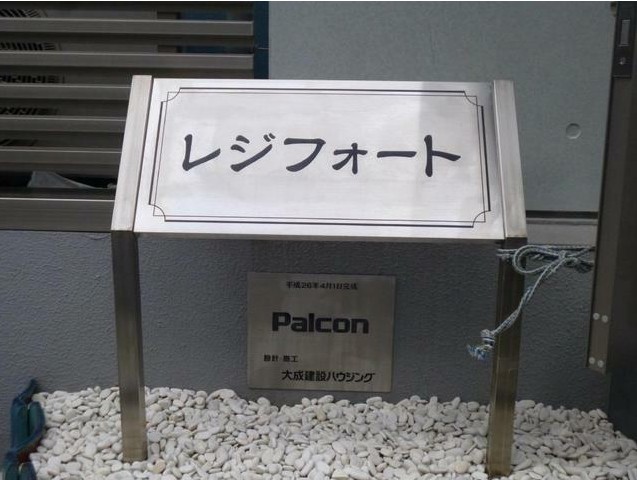 レジフォート
平成26年4月1日完成
Palcon
設計・施工
大成建設ハウジング